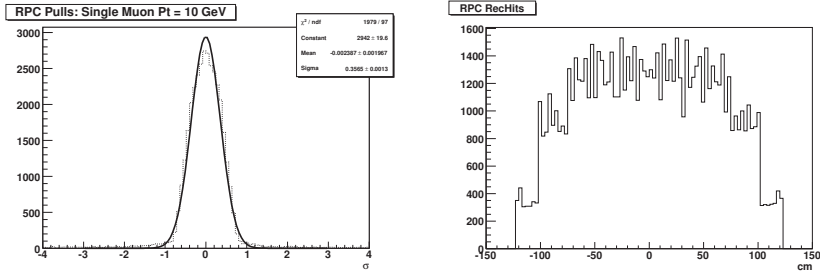 RPC Pulls: Single Muon Pt = 10 GeV
χ² / ndf 1979 / 97
Constant 2942 ± 19.6
Mean -0.002387 ± 0.001967
Sigma 0.3565 ± 0.0013
3000
2500
2000
1500
1000
500
0
-4 -3 -2 -1 0 1 2 3 4
σ
RPC RecHits
1600
1400
1200
1000
800
600
400
200
0
-150 -100 -50 0 50 100 150
cm